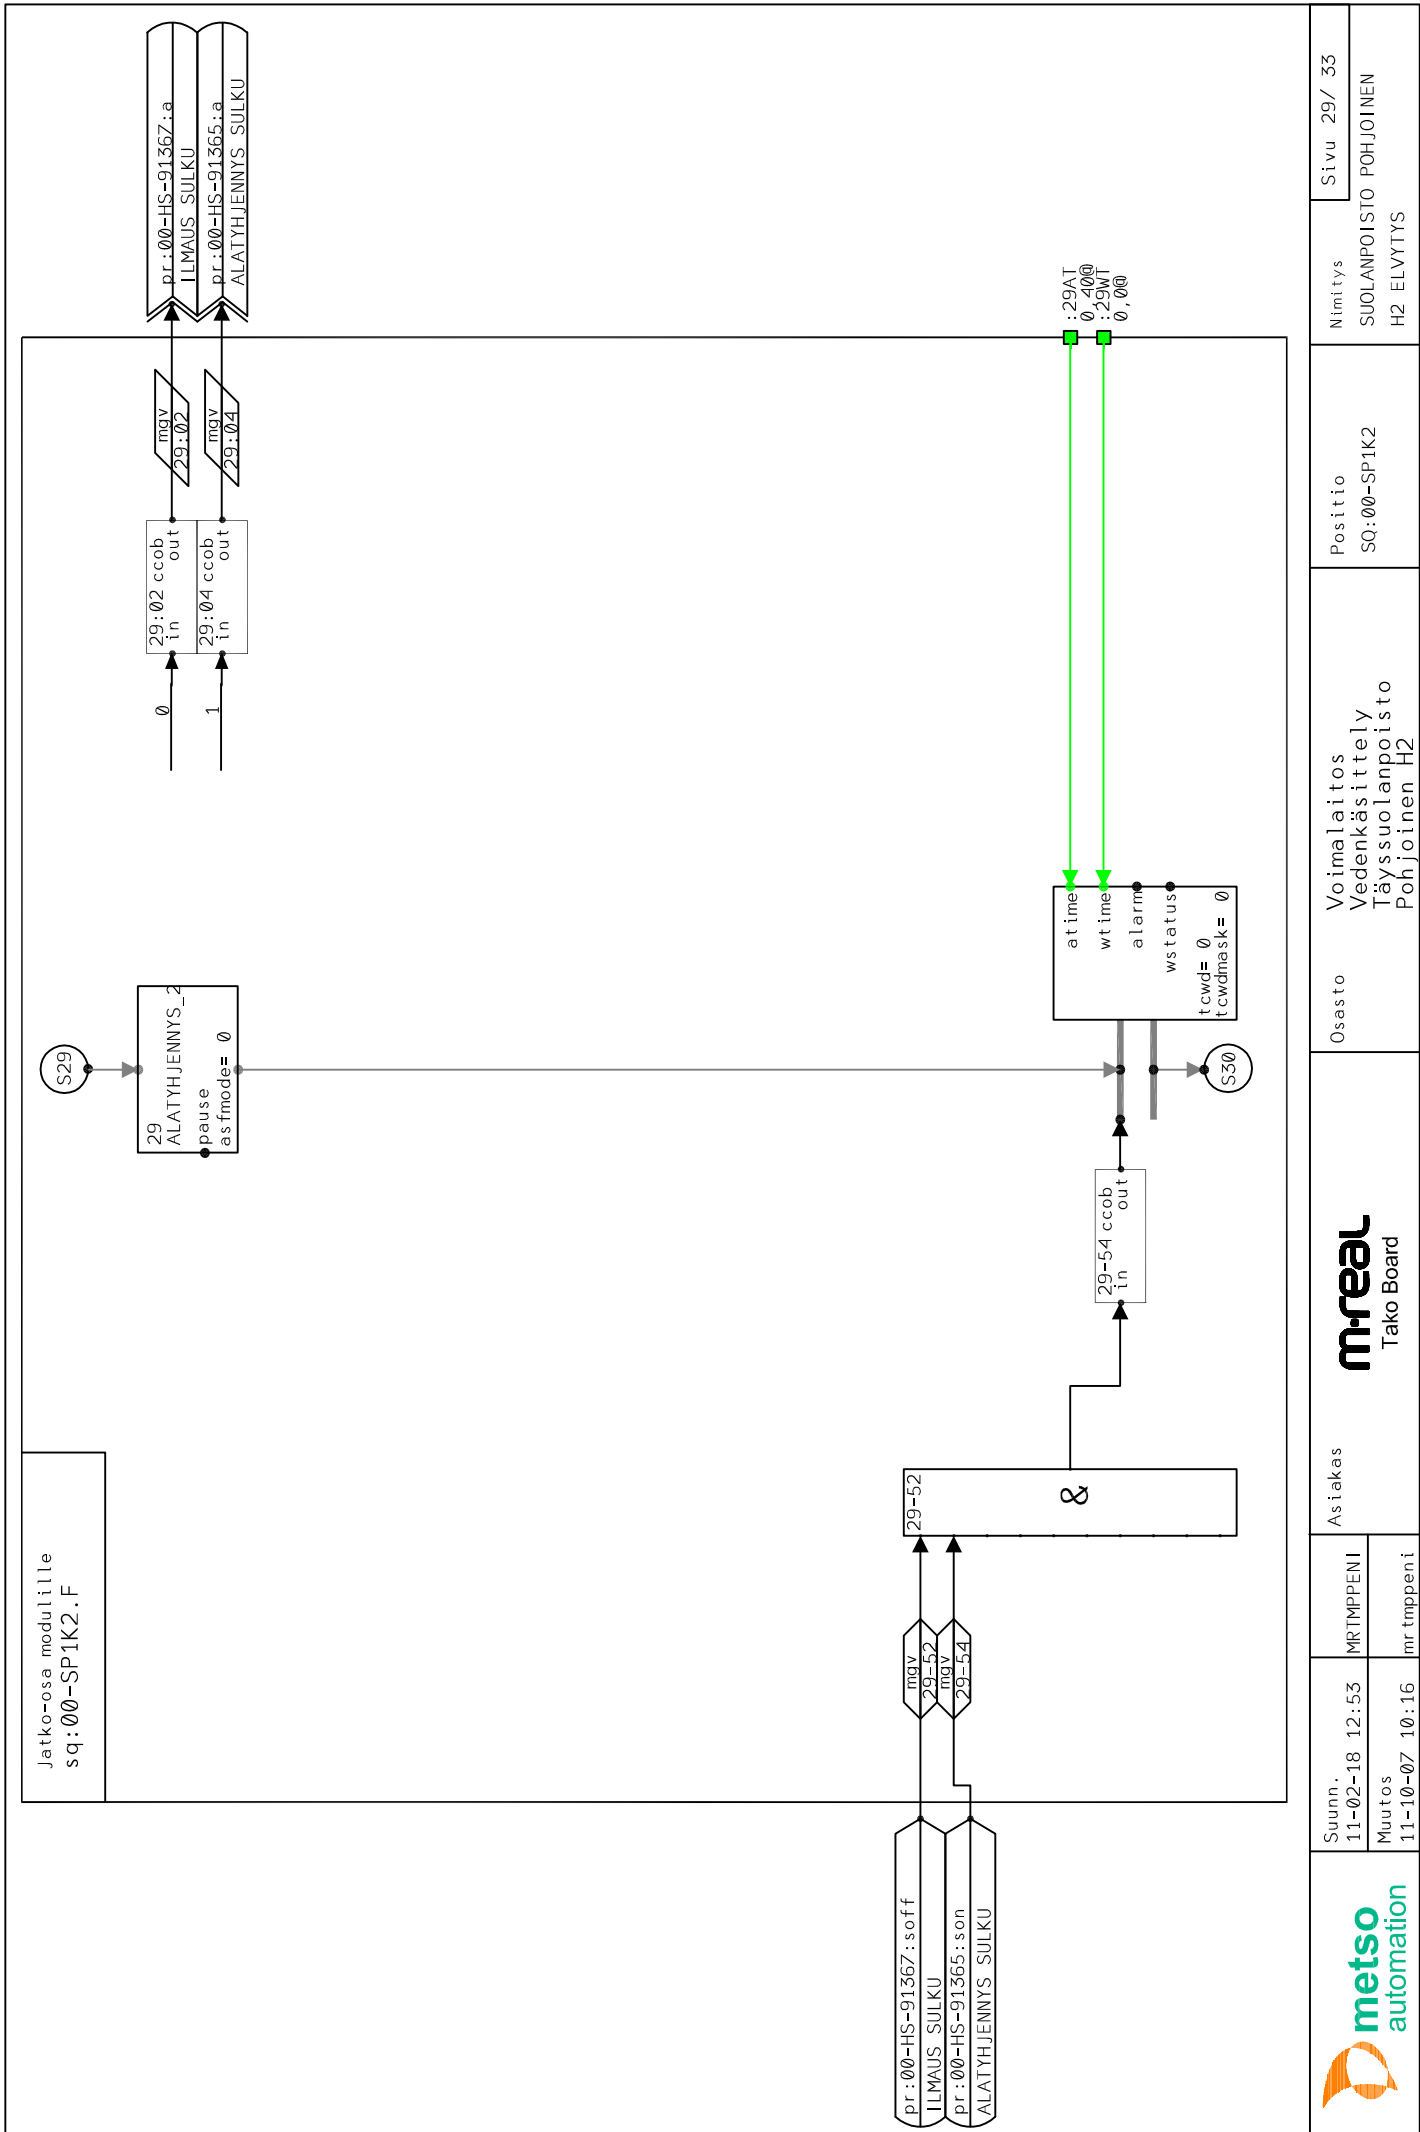 Jatko-osa modulille
sq:00-SP1K2.F
S29
29
ALATYHJENNYS_2
pause
asfmode= 0
0
1
29:02 ccob
in
out
29:04 ccob
in
out
mgv
29:02
mgv
29:04
pr:00-HS-91367:a
ILMAUS SULKU
pr:00-HS-91365:a
ALATYHJENNYS SULKU
pr:00-HS-91367:soff
ILMAUS SULKU
pr:00-HS-91365:son
ALATYHJENNYS SULKU
mgv
29-52
mgv
29-54
29-52
&
29-54 ccob
in
out
atime
wtime
alarm
wstatus
tcwd= 0
tcwdmask= 0
:29AT
0,400
:29WT
0,00
S30
metso
automation
Suunn.
11-02-18 12:53
MRTMPPENI
Muutos
11-10-07 10:16
mrtmppeni
Asiakas
m-real
Tako Board
Osasto
Voimalaitos
Vedenkäsittely
Täyssuolanpoisto
Pohjoinen H2
Positio
SQ:00-SP1K2
Nimitys
SUOLANPOISTO POHJOINEN
H2 ELVYTYS
Sivu 29/ 33